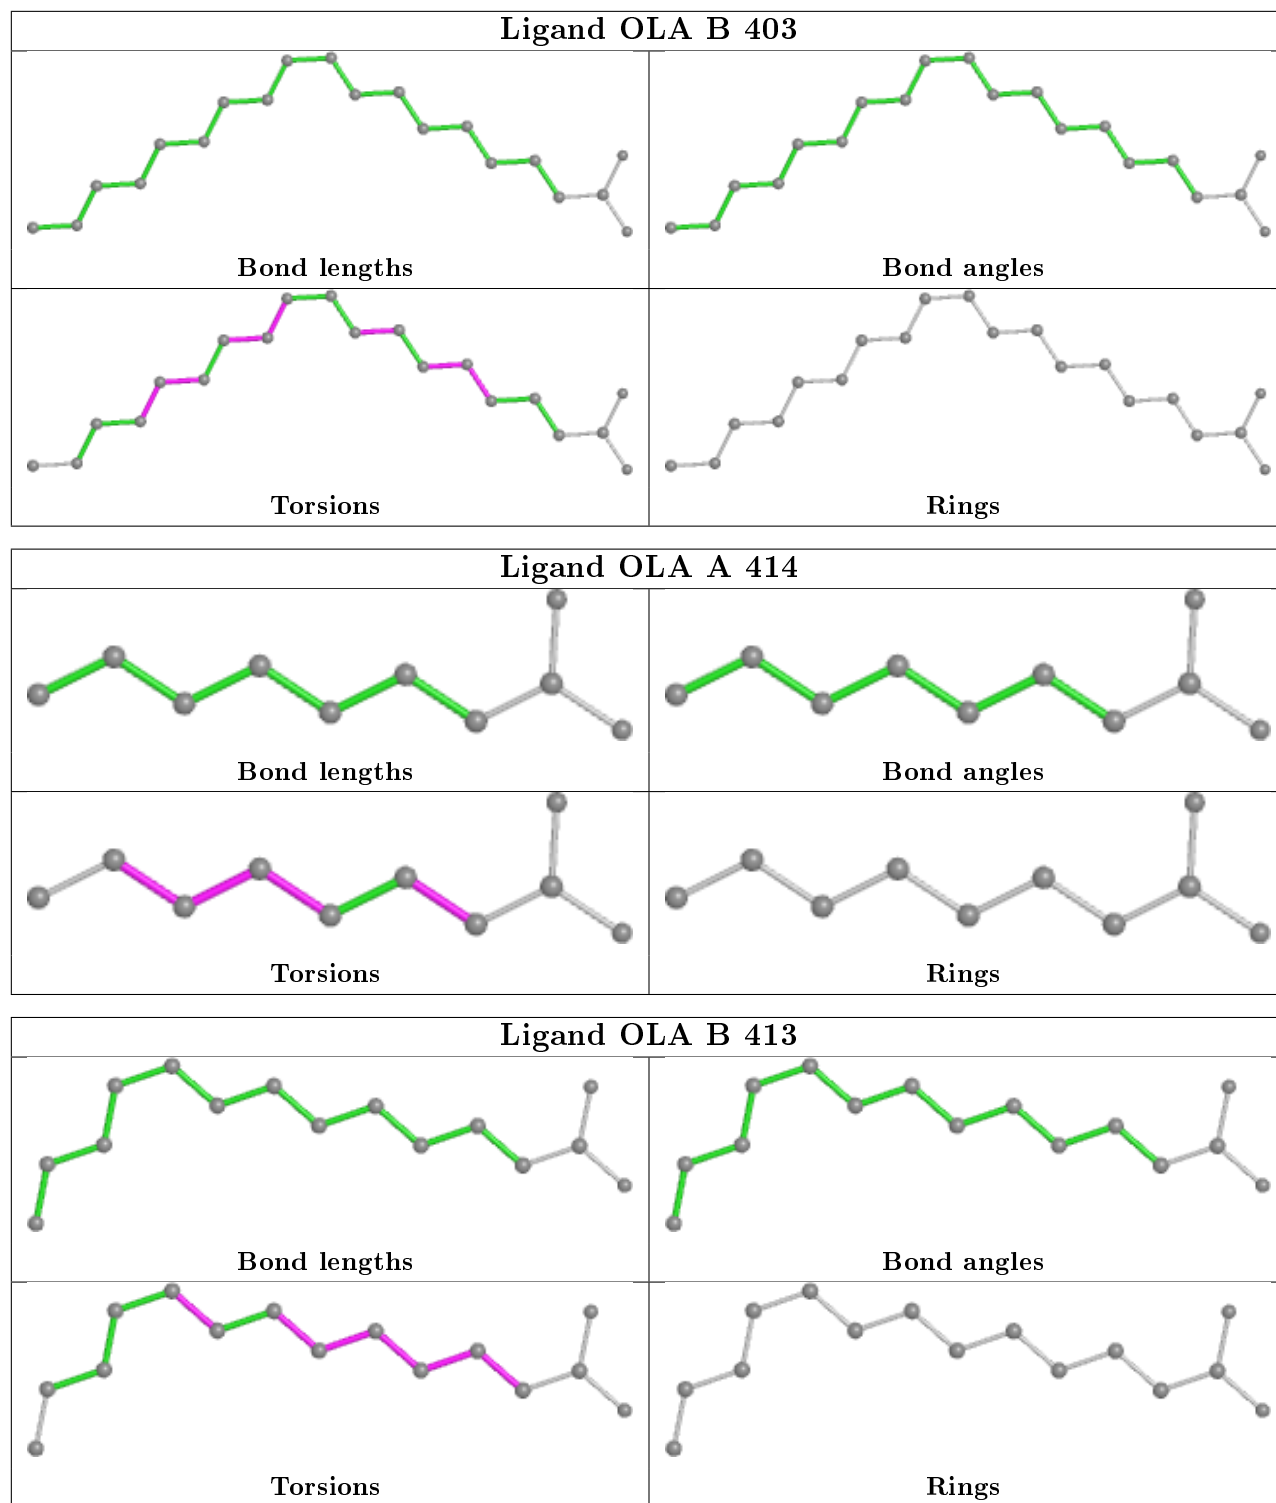 Ligand OLA B 403
Bond lengths
Bond angles
Torsions
Rings
Ligand OLA A 414
Bond lengths
Bond angles
Torsions
Rings
Ligand OLA B 413
Bond lengths
Bond angles
Torsions
Rings